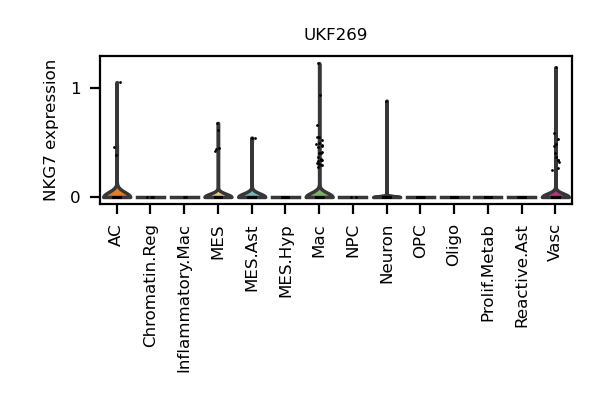 UKF269
NKG7 expression
1
0
AC
Chromatin.Reg
Inflammatory.Mac
MES
MES.Ast
MES.Hyp
Mac
NPC
Neuron
OPC
Oligo
Prolif.Metab
Reactive.Ast
Vasc